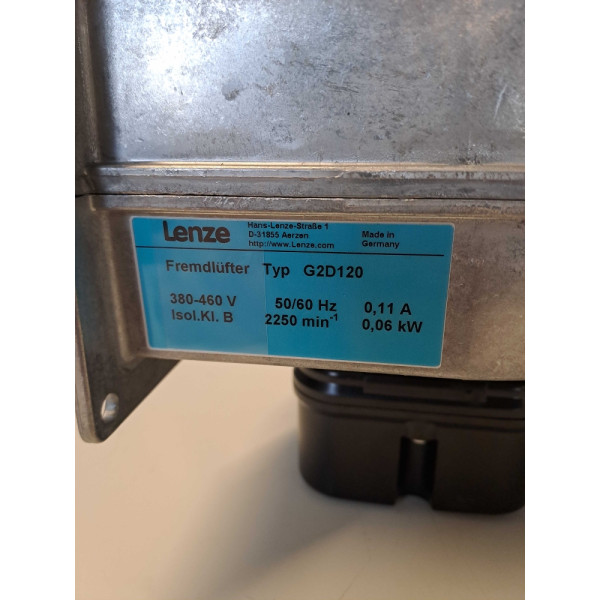 Lenze
Hans-Lenze-Straße 1
D-31855 Aerzen
http://www.Lenze.com
Made in
Germany
Fremdlüfter Typ G2D120
380-460 V 50/60 Hz 0,11 A
Isol.Kl. B 2250 min-1 0,06 kW